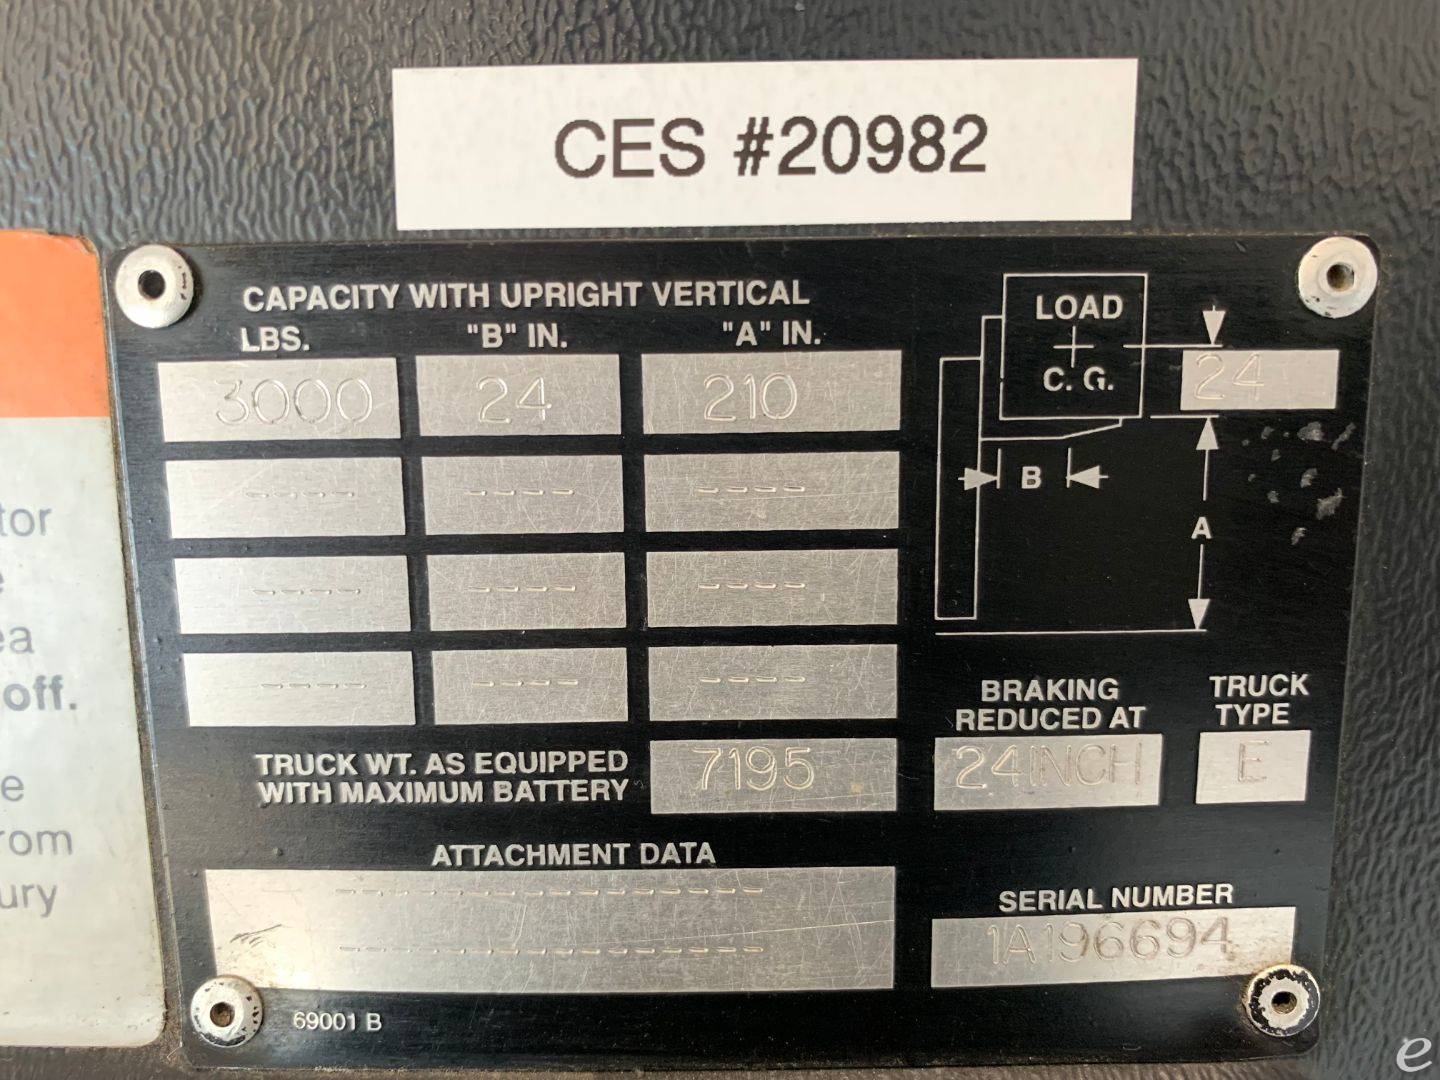 CES #20982
CAPACITY WITH UPRIGHT VERTICAL
LBS. "B" IN. "A" IN.
3000 24 210
---- ---- ----
---- ---- ----
---- ---- ----
LOAD
C. G.
24
B
A
TRUCK WT. AS EQUIPPED
WITH MAXIMUM BATTERY
7195
BRAKING
REDUCED AT
24INCH
TRUCK
TYPE
E
ATTACHMENT DATA
---------------
---------------
SERIAL NUMBER
1A196694
69001 B
tor
ea
off.
e
rom
ury
e